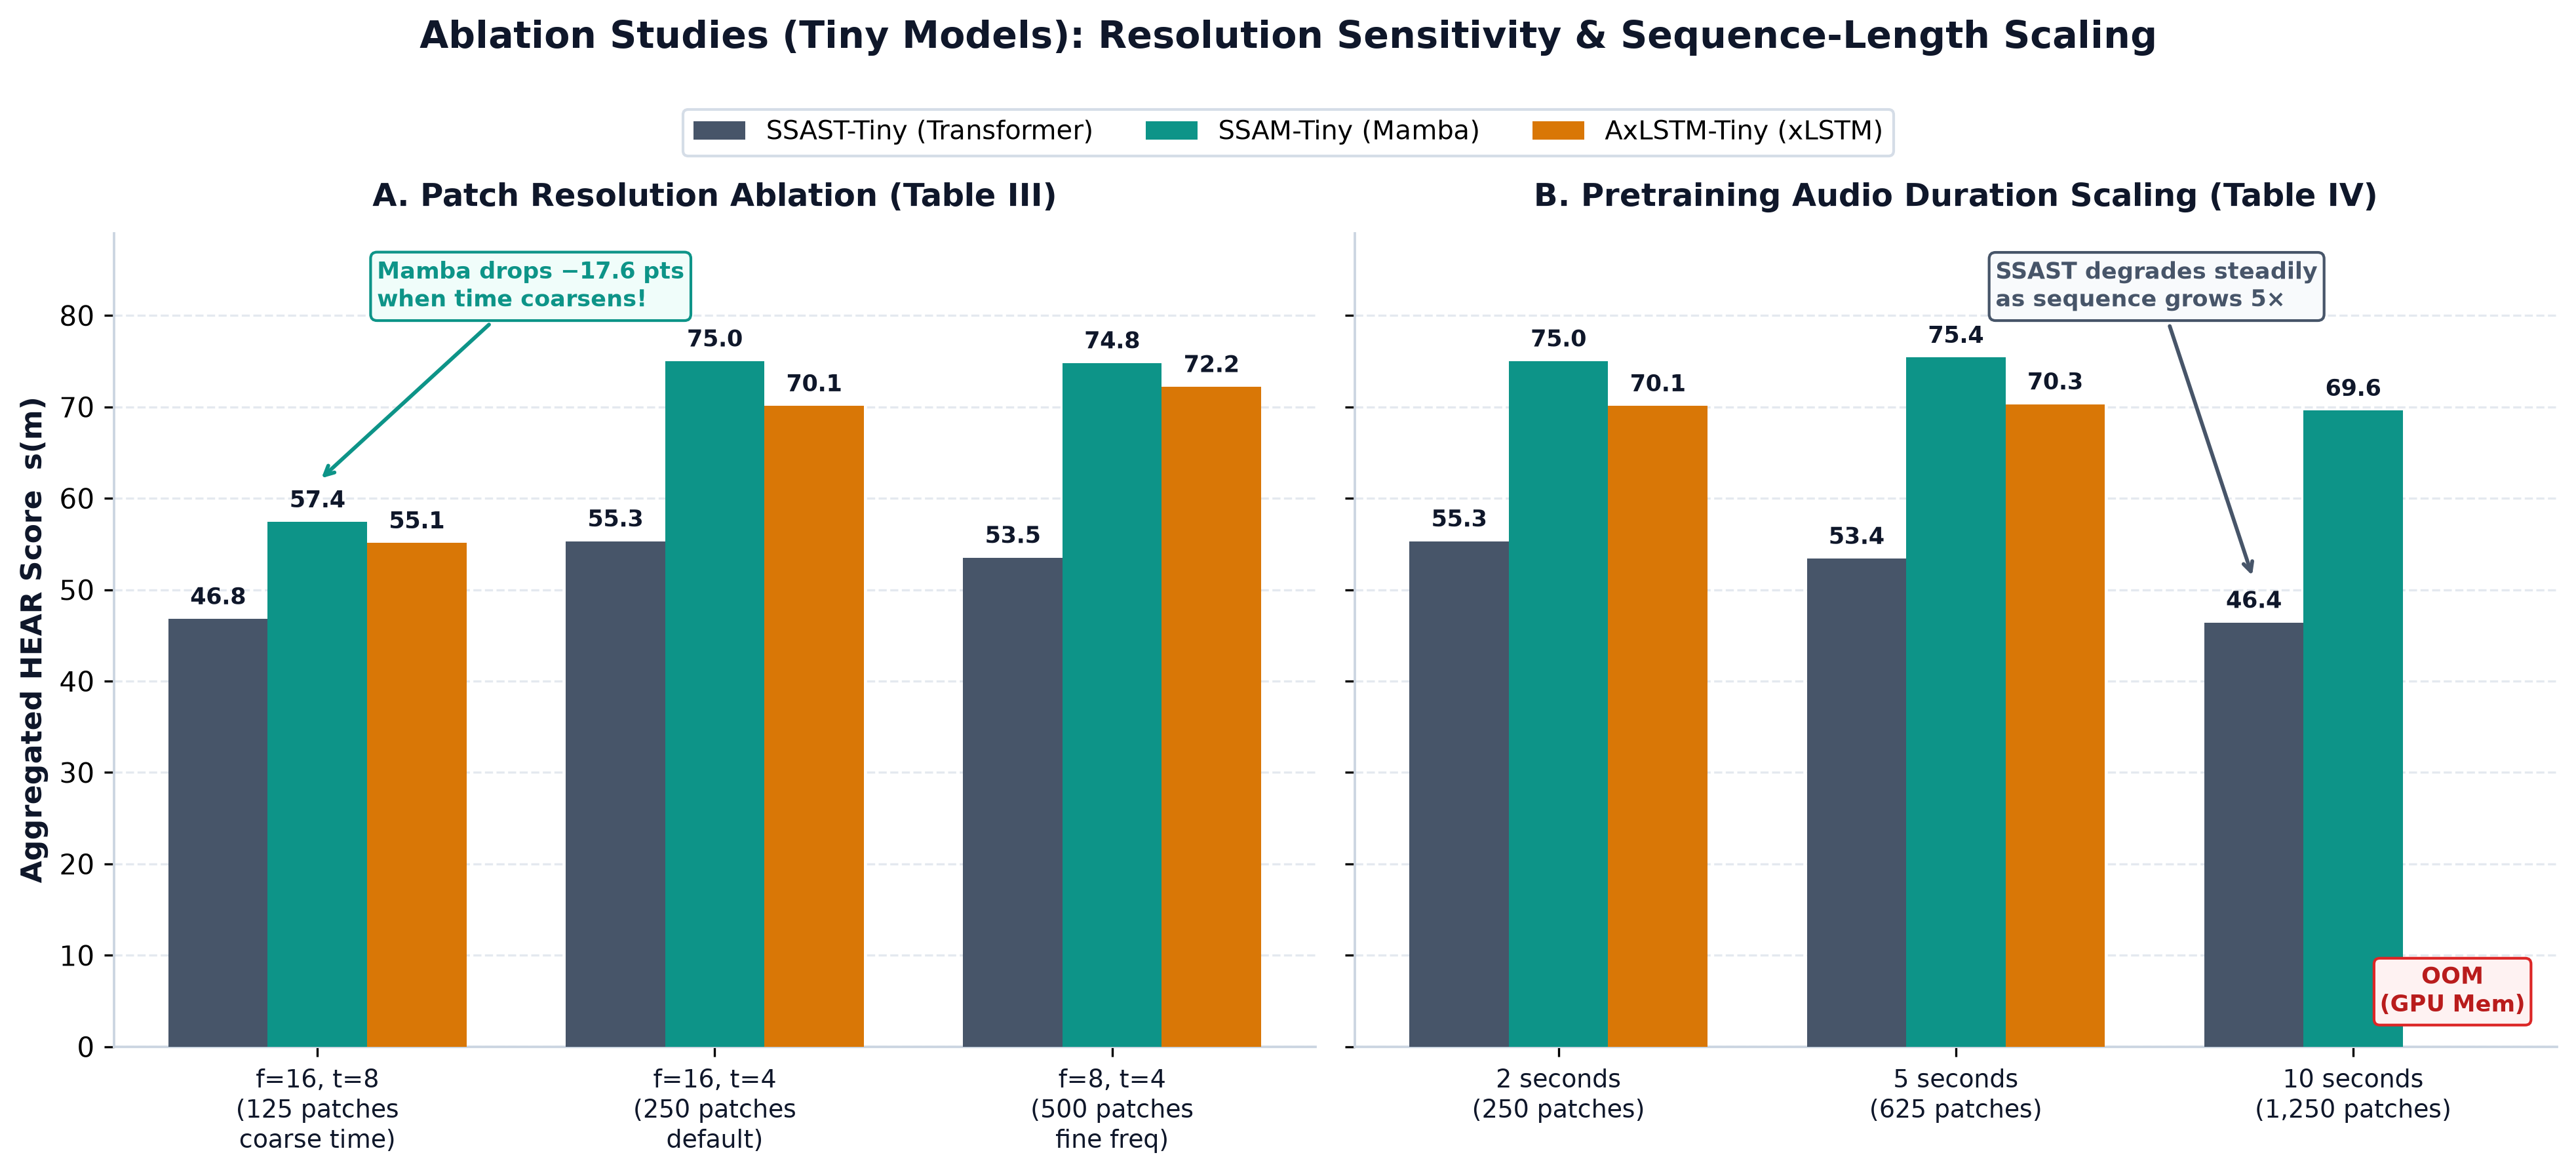 Ablation Studies (Tiny Models): Resolution Sensitivity & Sequence-Length Scaling
SSAST-Tiny (Transformer)
SSAM-Tiny (Mamba)
AxLSTM-Tiny (xLSTM)
A. Patch Resolution Ablation (Table III)
Aggregated HEAR Score s(m)
80
70
60
50
40
30
20
10
0
Mamba drops −17.6 pts
when time coarsens!
46.8
57.4
55.1
55.3
75.0
70.1
53.5
74.8
72.2
f=16, t=8
(125 patches
coarse time)
f=16, t=4
(250 patches
default)
f=8, t=4
(500 patches
fine freq)
B. Pretraining Audio Duration Scaling (Table IV)
SSAST degrades steadily
as sequence grows 5×
55.3
75.0
70.1
53.4
75.4
70.3
46.4
69.6
OOM
(GPU Mem)
2 seconds
(250 patches)
5 seconds
(625 patches)
10 seconds
(1,250 patches)